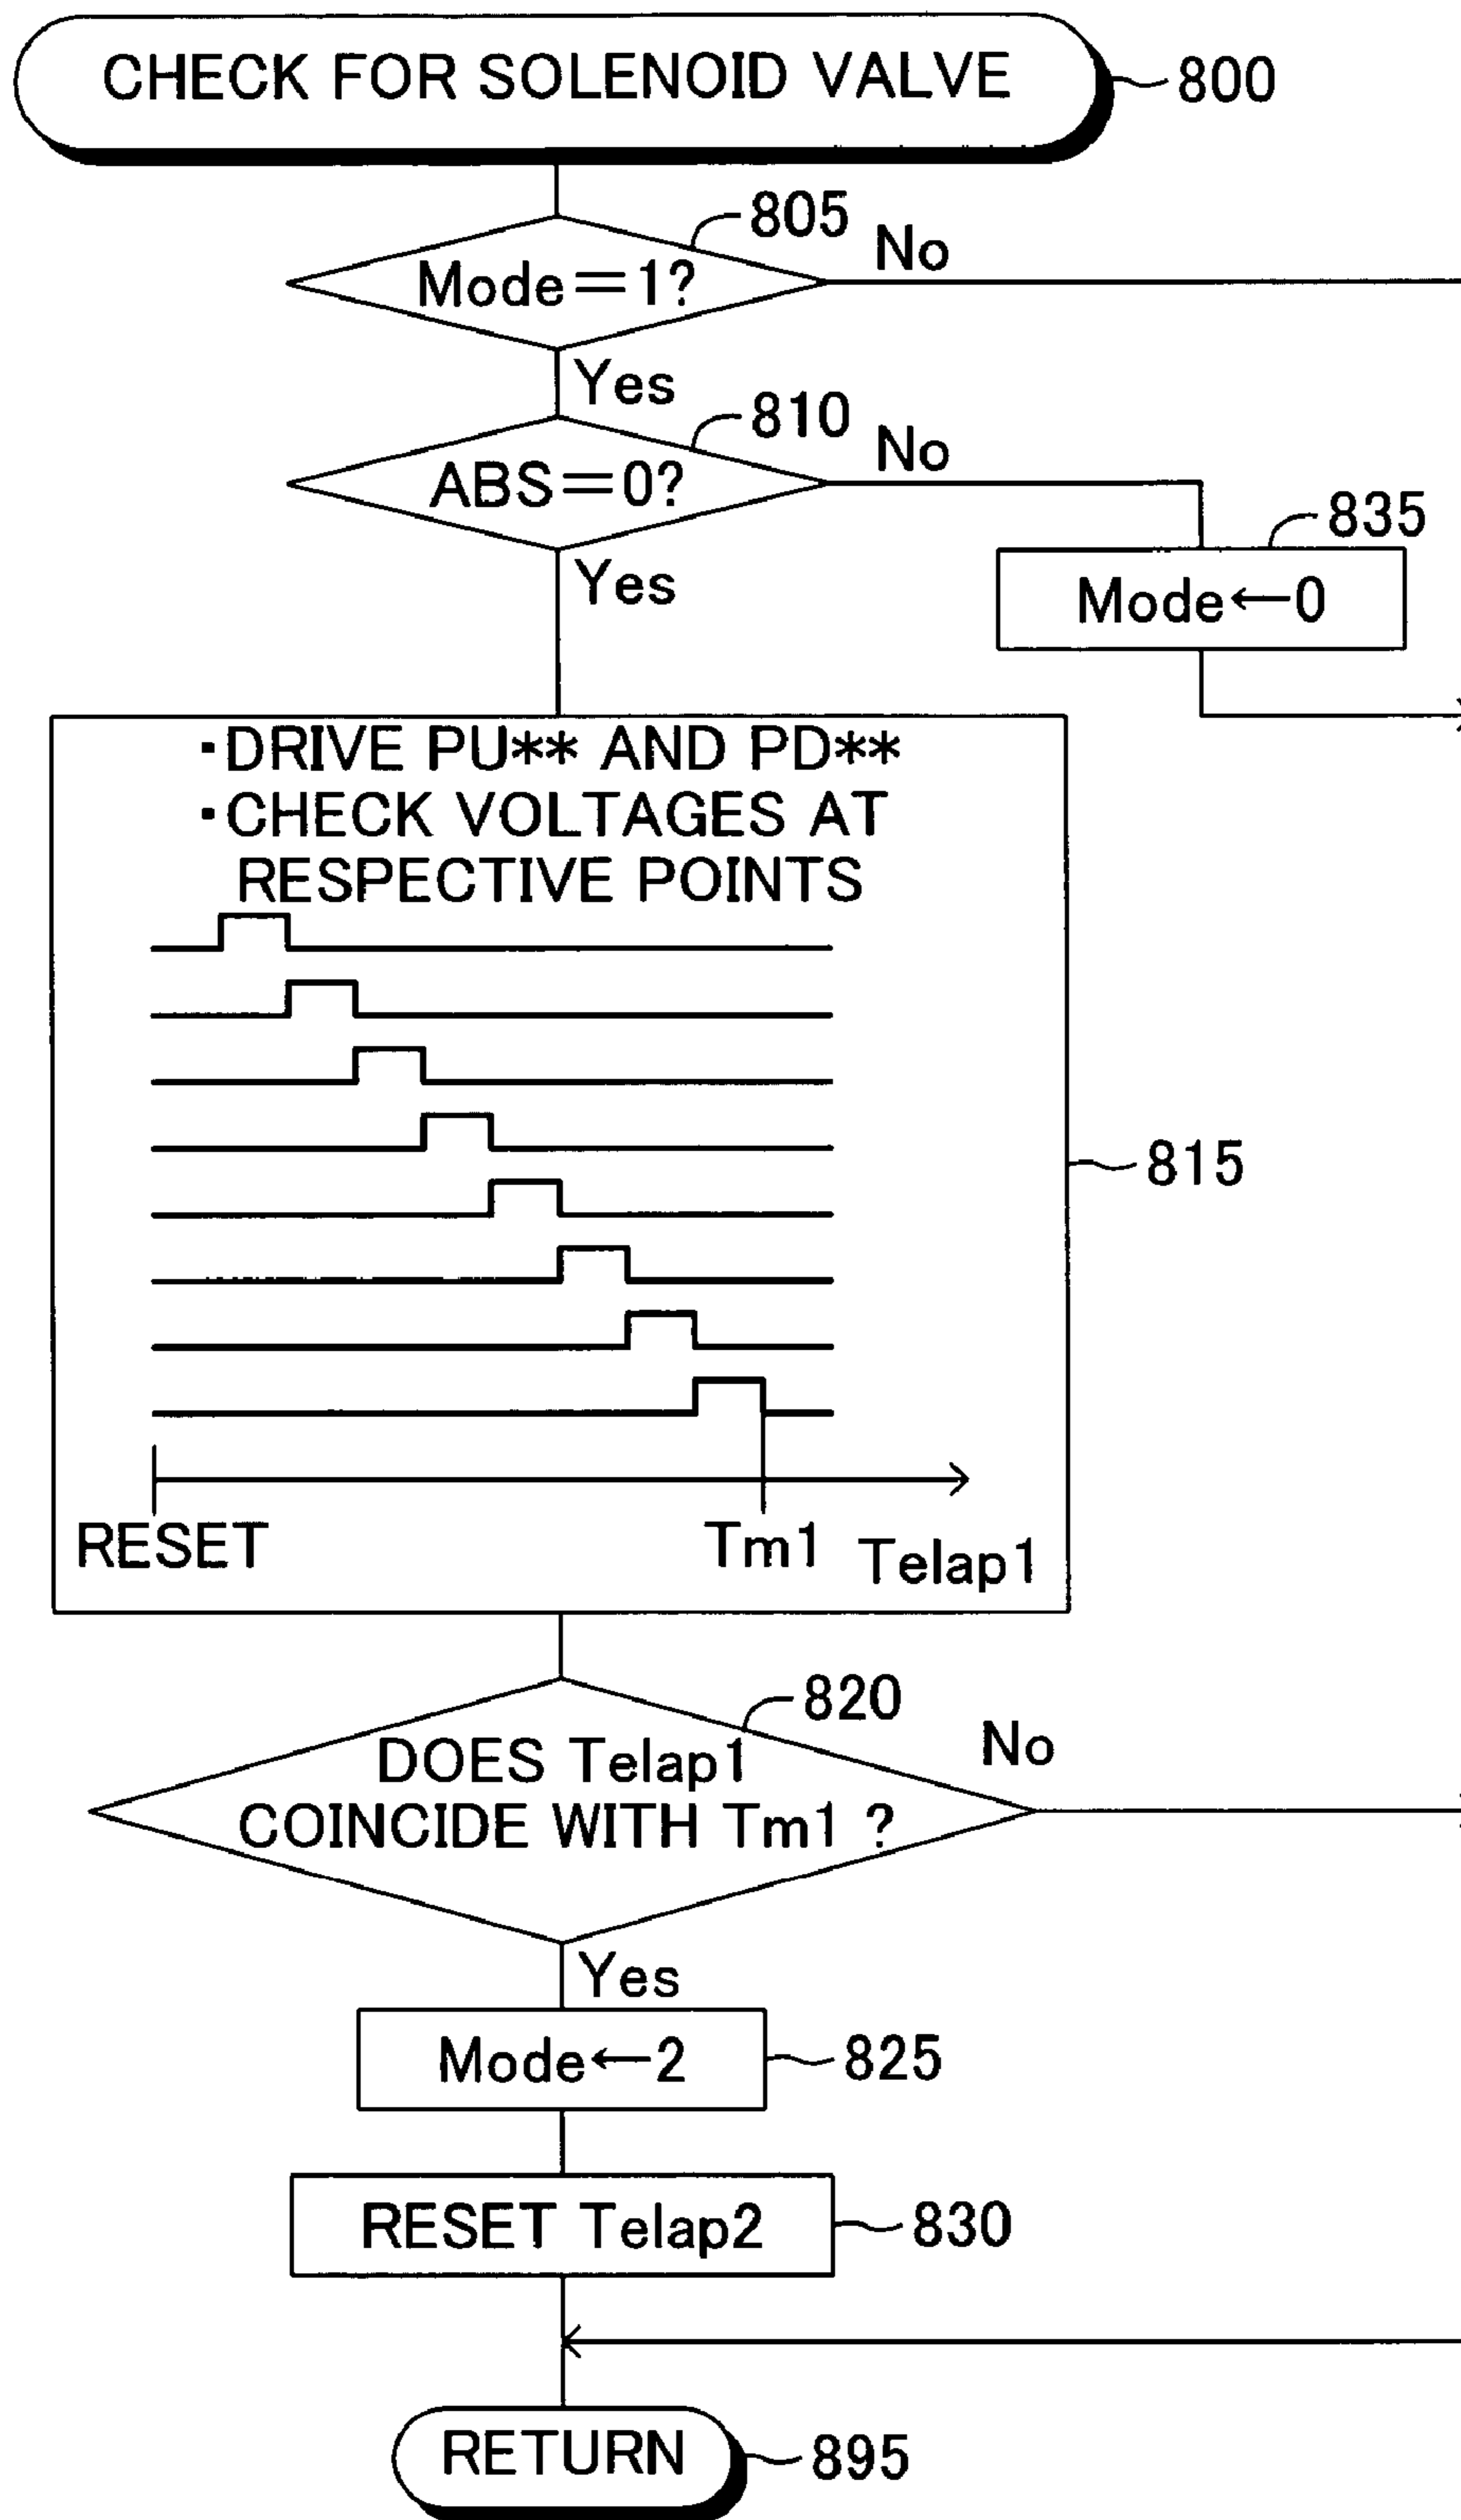 CHECK FOR SOLENOID VALVE
800
805
Mode＝1?
No
Yes
810
ABS＝0?
No
Yes
835
Mode←0
・DRIVE PU** AND PD**
・CHECK VOLTAGES AT
RESPECTIVE POINTS
815
RESET
Tm1
Telap1
820
DOES Telap1
COINCIDE WITH Tm1 ?
No
Yes
Mode←2
825
RESET Telap2
830
RETURN
895